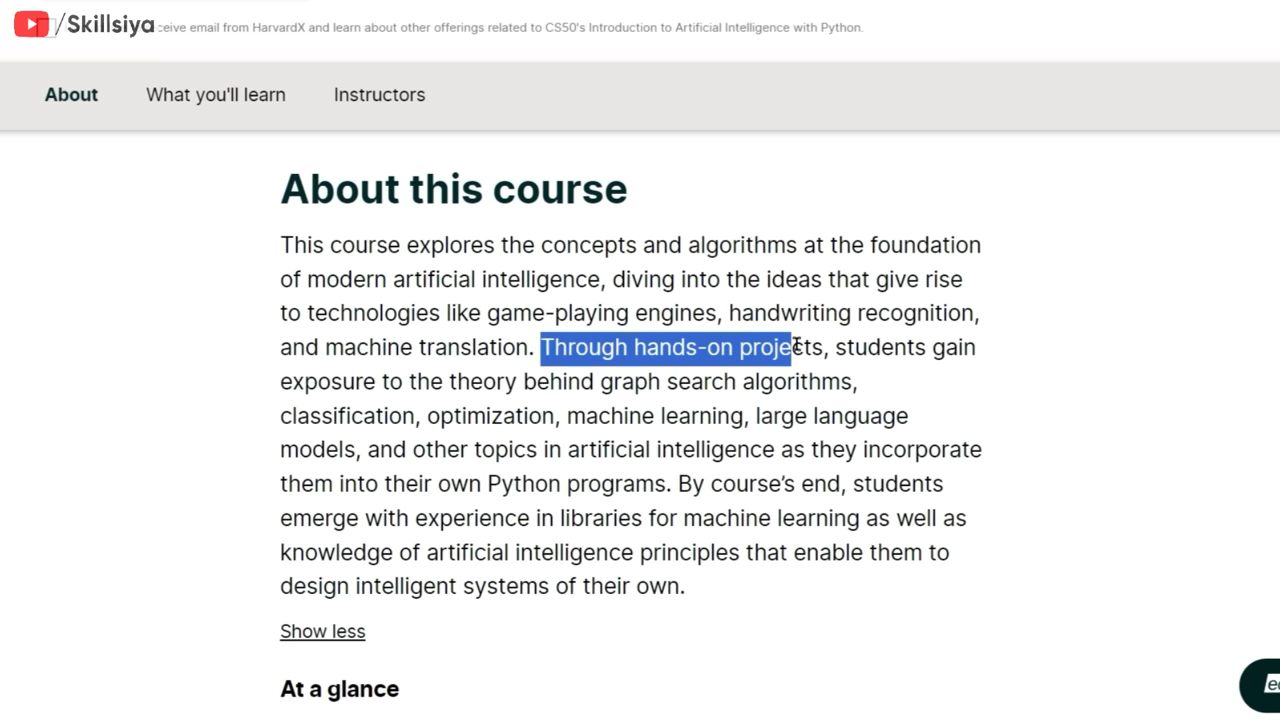 /Skillsiya
ceive email from HarvardX and learn about other offerings related to CS50's Introduction to Artificial Intelligence with Python.
About What you'll learn Instructors
About this course
This course explores the concepts and algorithms at the foundation
of modern artificial intelligence, diving into the ideas that give rise
to technologies like game-playing engines, handwriting recognition,
and machine translation. Through hands-on projects, students gain
exposure to the theory behind graph search algorithms,
classification, optimization, machine learning, large language
models, and other topics in artificial intelligence as they incorporate
them into their own Python programs. By course’s end, students
emerge with experience in libraries for machine learning as well as
knowledge of artificial intelligence principles that enable them to
design intelligent systems of their own.
Show less
At a glance